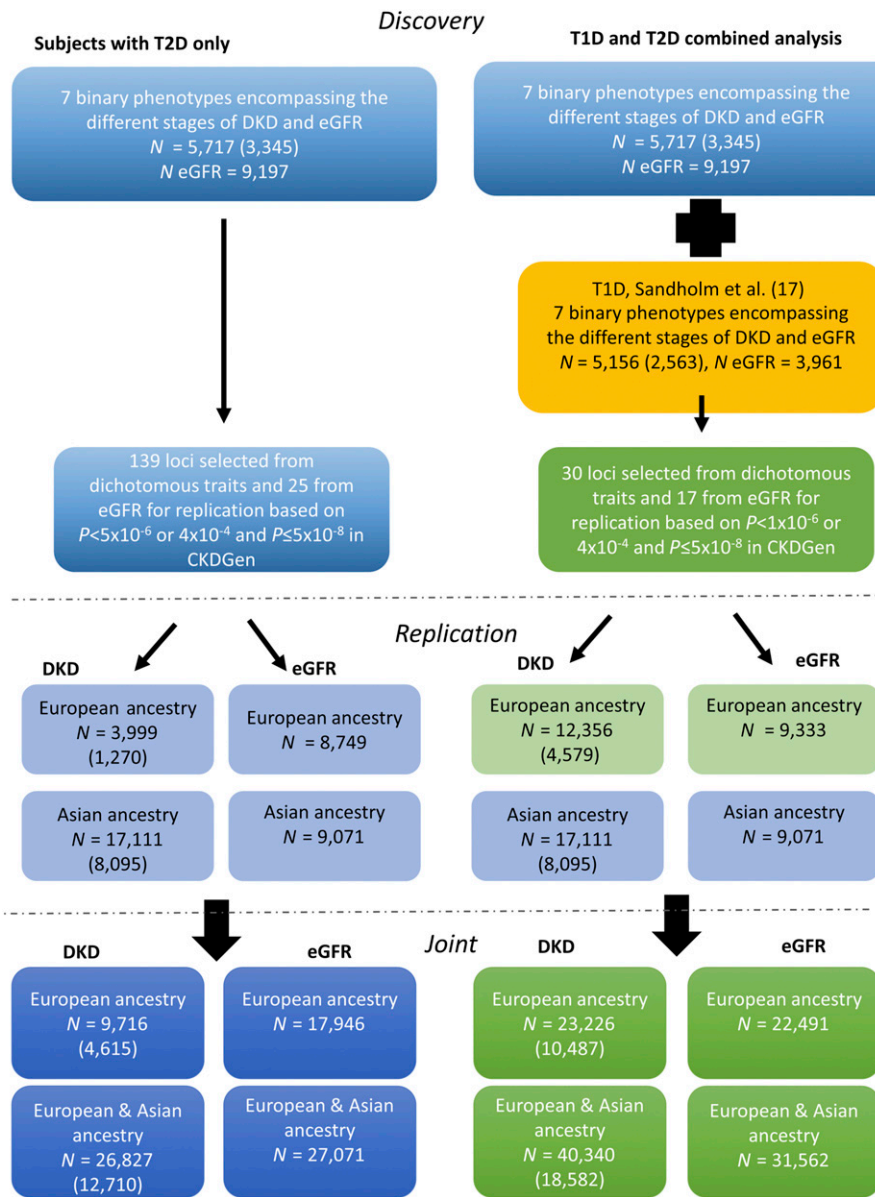 Discovery
Subjects with T2D only
7 binary phenotypes encompassing the
different stages of DKD and eGFR
N = 5,717 (3,345)
N eGFR = 9,197
139 loci selected from
dichotomous traits and 25 from
eGFR for replication based on
P<5x10⁻⁶ or 4x10⁻⁴ and P≤5x10⁻⁸ in
CKDGen
T1D and T2D combined analysis
7 binary phenotypes encompassing the
different stages of DKD and eGFR
N = 5,717 (3,345)
N eGFR = 9,197
T1D, Sandholm et al. (17)
7 binary phenotypes encompassing
the different stages of DKD and eGFR
N = 5,156 (2,563), N eGFR = 3,961
30 loci selected from dichotomous
traits and 17 from eGFR for
replication based on P<1x10⁻⁶ or
4x10⁻⁴ and P≤5x10⁻⁸ in CKDGen
Replication
DKD
European ancestry
N = 3,999
(1,270)
Asian ancestry
N = 17,111
(8,095)
eGFR
European ancestry
N = 8,749
Asian ancestry
N = 9,071
DKD
European ancestry
N = 12,356
(4,579)
Asian ancestry
N = 17,111
(8,095)
eGFR
European ancestry
N = 9,333
Asian ancestry
N = 9,071
Joint
DKD
European ancestry
N = 9,716
(4,615)
European & Asian
ancestry
N = 26,827
(12,710)
eGFR
European ancestry
N = 17,946
European & Asian
ancestry
N = 27,071
DKD
European ancestry
N = 23,226
(10,487)
European & Asian
ancestry
N = 40,340
(18,582)
eGFR
European ancestry
N = 22,491
European & Asian
ancestry
N = 31,562